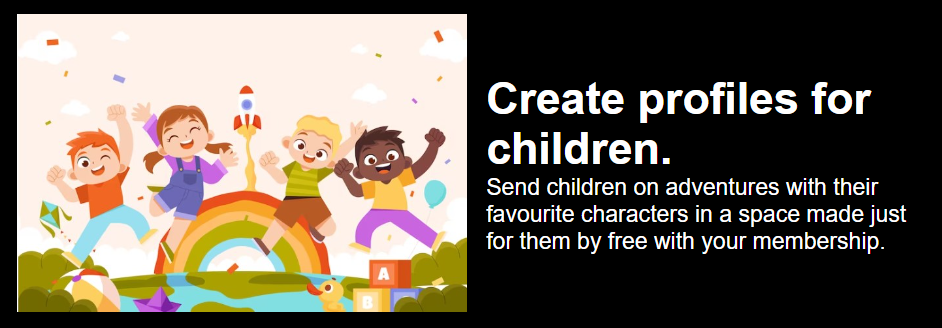 Create profiles for
children.
Send children on adventures with their
favourite characters in a space made just
for them by free with your membership.
A
B